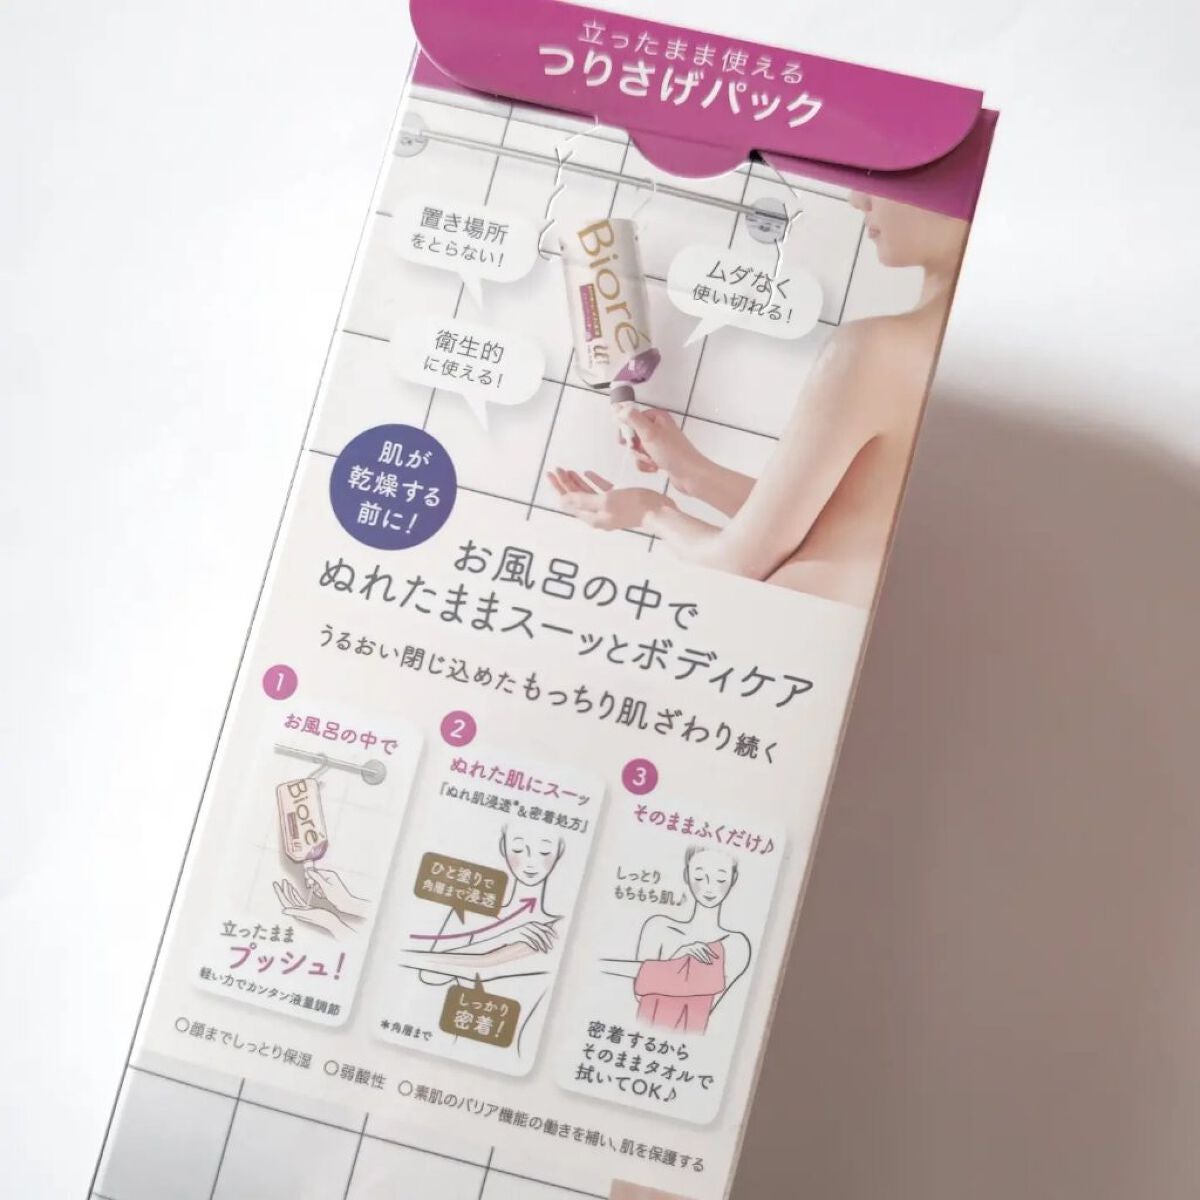 立ったまま使える
つりさげパック
置き場所
をとらない!
ムダなく
使い切れる!
衛生的
に使える!
Bioré
u
肌が
乾燥する
前に!
お風呂の中で
ぬれたままスーッとボディケア
うるおい閉じ込めたもっちり肌ざわり続く
1
お風呂の中で
Bioré
立ったまま
プッシュ!
軽い力でカンタン液量調節
2
ぬれた肌にスーッ
「ぬれ肌浸透*&密着処方」
ひと塗りで
角層まで浸透
しっかり
密着!
*角層まで
3
そのままふくだけ♪
しっとり
もちもち肌♪
密着するから
そのままタオルで
拭いてOK♪
○顔までしっとり保湿 ○弱酸性 ○素肌のバリア機能の働きを補い、肌を保護する